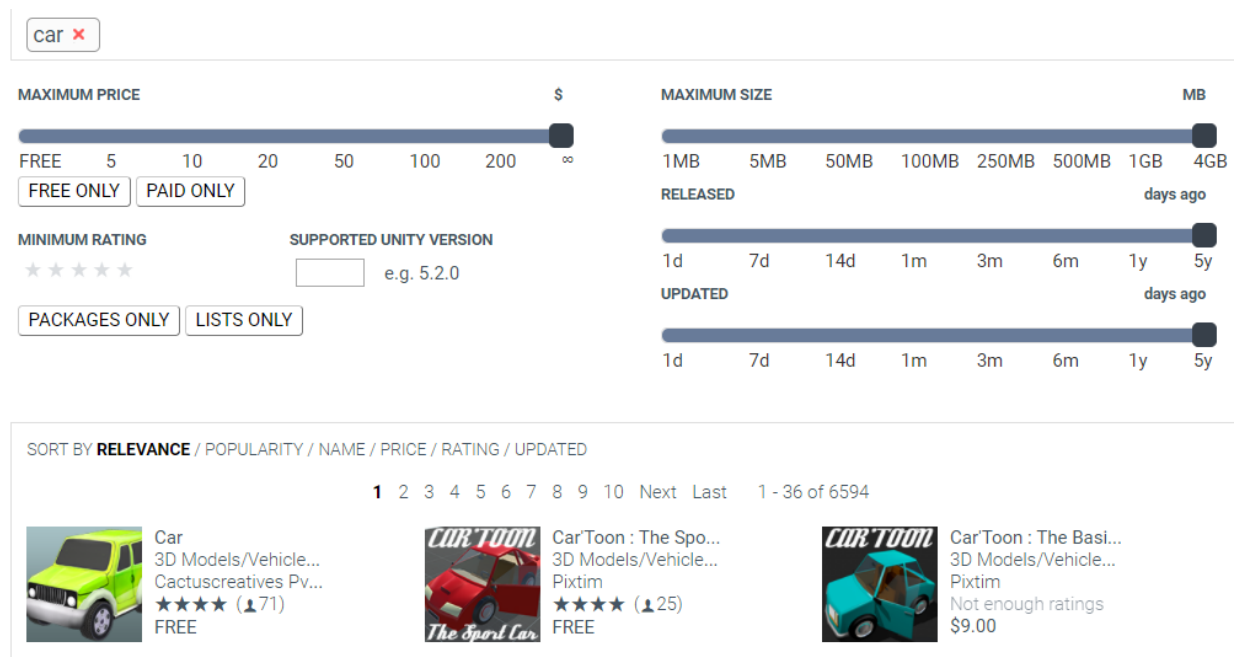 car ×
MAXIMUM PRICE $
FREE 5 10 20 50 100 200 ∞
FREE ONLY PAID ONLY
MINIMUM RATING SUPPORTED UNITY VERSION
★★★★★ e.g. 5.2.0
PACKAGES ONLY LISTS ONLY
MAXIMUM SIZE MB
1MB 5MB 50MB 100MB 250MB 500MB 1GB 4GB
RELEASED days ago
1d 7d 14d 1m 3m 6m 1y 5y
UPDATED days ago
1d 7d 14d 1m 3m 6m 1y 5y
SORT BY RELEVANCE / POPULARITY / NAME / PRICE / RATING / UPDATED
1 2 3 4 5 6 7 8 9 10 Next Last 1 - 36 of 6594
Car
3D Models/Vehicle...
Cactuscreatives Pv...
★★★★ (71)
FREE
CAR'TOON
The Sport Car
Car'Toon : The Spo...
3D Models/Vehicle...
Pixtim
★★★★ (25)
FREE
CAR'TOON
Car'Toon : The Basi...
3D Models/Vehicle...
Pixtim
Not enough ratings
$9.00